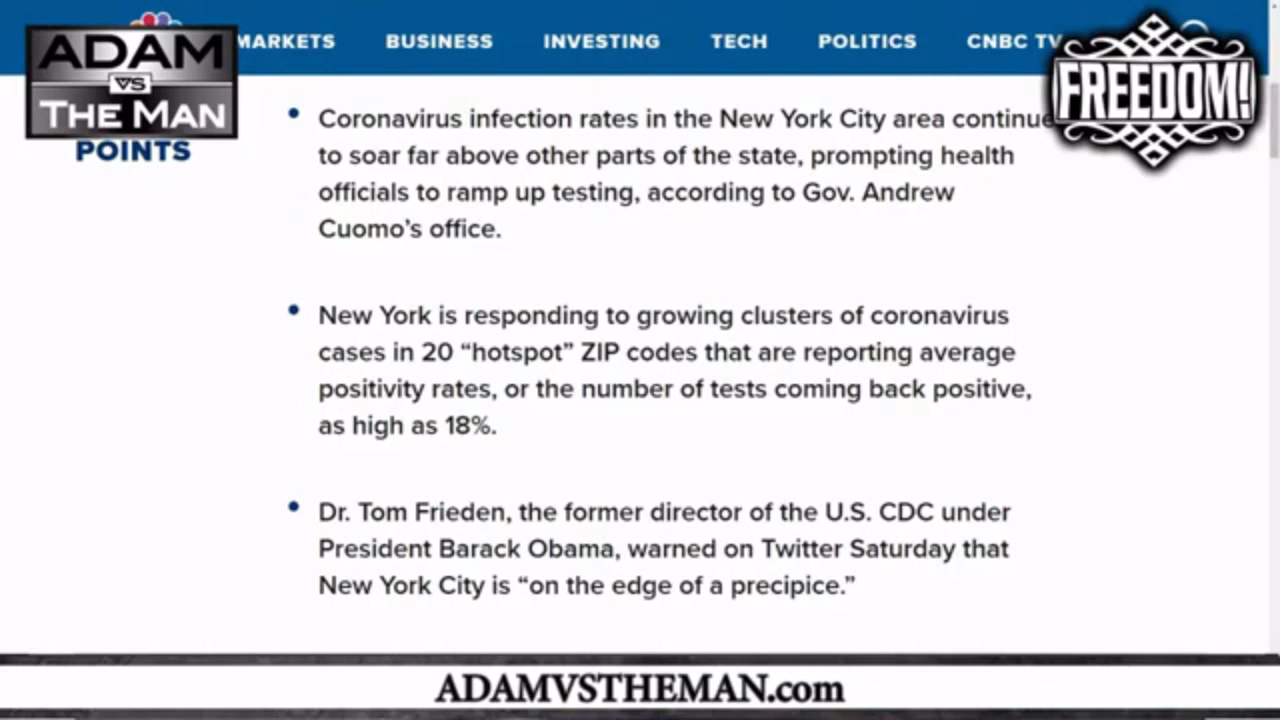 ADAM
VS
THE MAN
MARKETS BUSINESS INVESTING TECH POLITICS CNBC TV
FREEDOM!
POINTS
• Coronavirus infection rates in the New York City area continue
to soar far above other parts of the state, prompting health
officials to ramp up testing, according to Gov. Andrew
Cuomo’s office.
• New York is responding to growing clusters of coronavirus
cases in 20 “hotspot” ZIP codes that are reporting average
positivity rates, or the number of tests coming back positive,
as high as 18%.
• Dr. Tom Frieden, the former director of the U.S. CDC under
President Barack Obama, warned on Twitter Saturday that
New York City is “on the edge of a precipice.”
ADAMVSTHEMAN.com